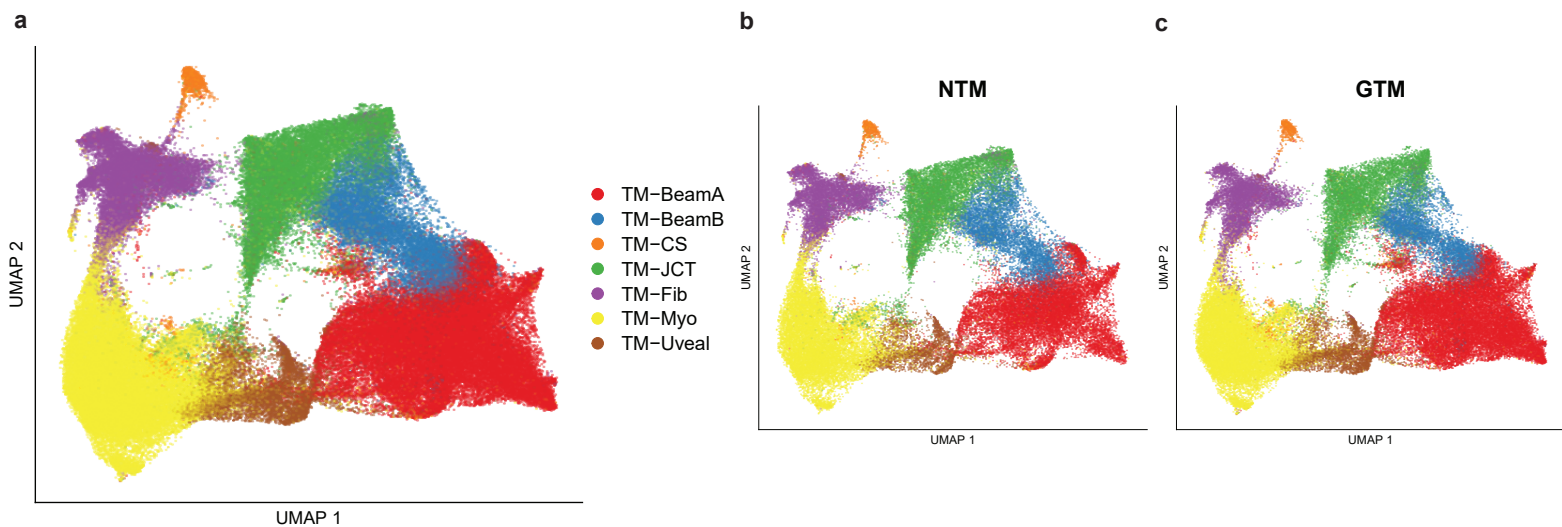 a
UMAP 2
UMAP 1
TM−BeamA
TM−BeamB
TM−CS
TM−JCT
TM−Fib
TM−Myo
TM−Uveal
b
NTM
UMAP 2
UMAP 1
c
GTM
UMAP 2
UMAP 1